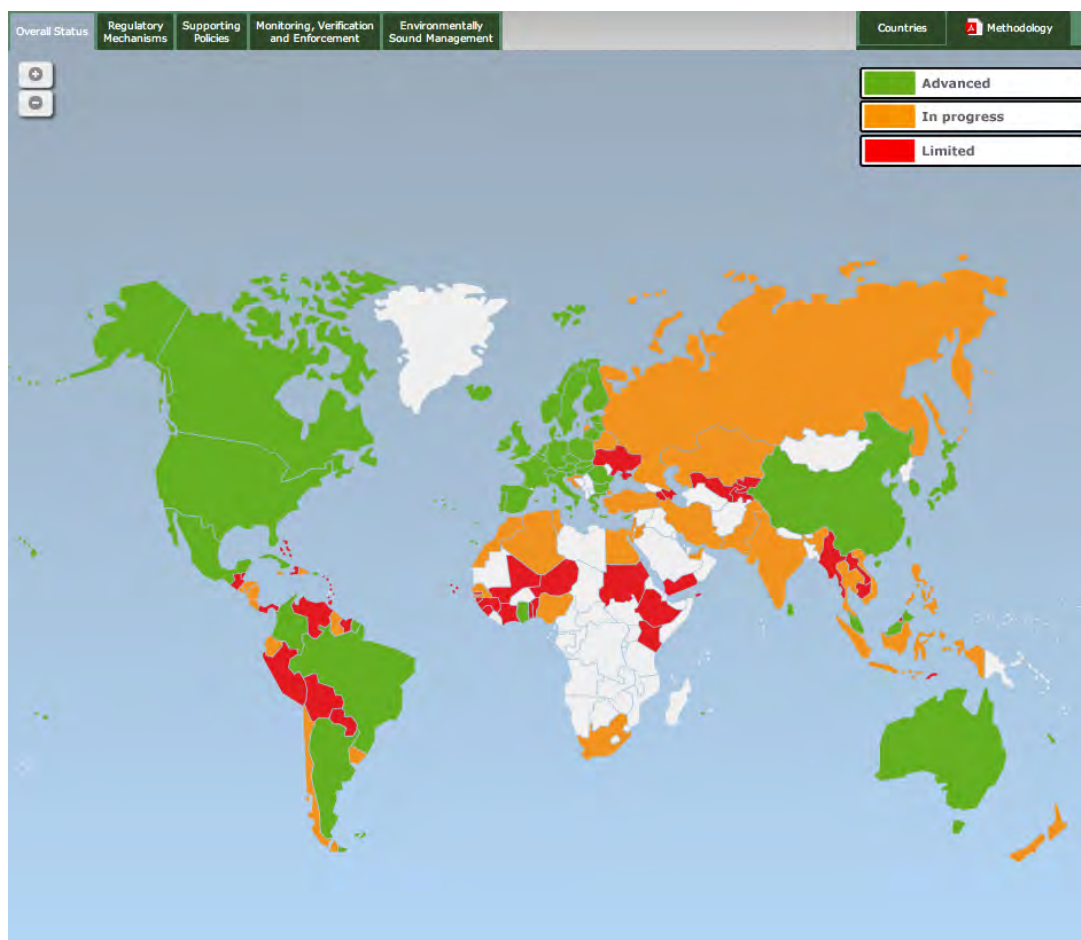 Overall Status
Regulatory
Mechanisms
Supporting
Policies
Monitoring, Verification
and Enforcement
Environmentally
Sound Management
Countries
Methodology
Advanced
In progress
Limited